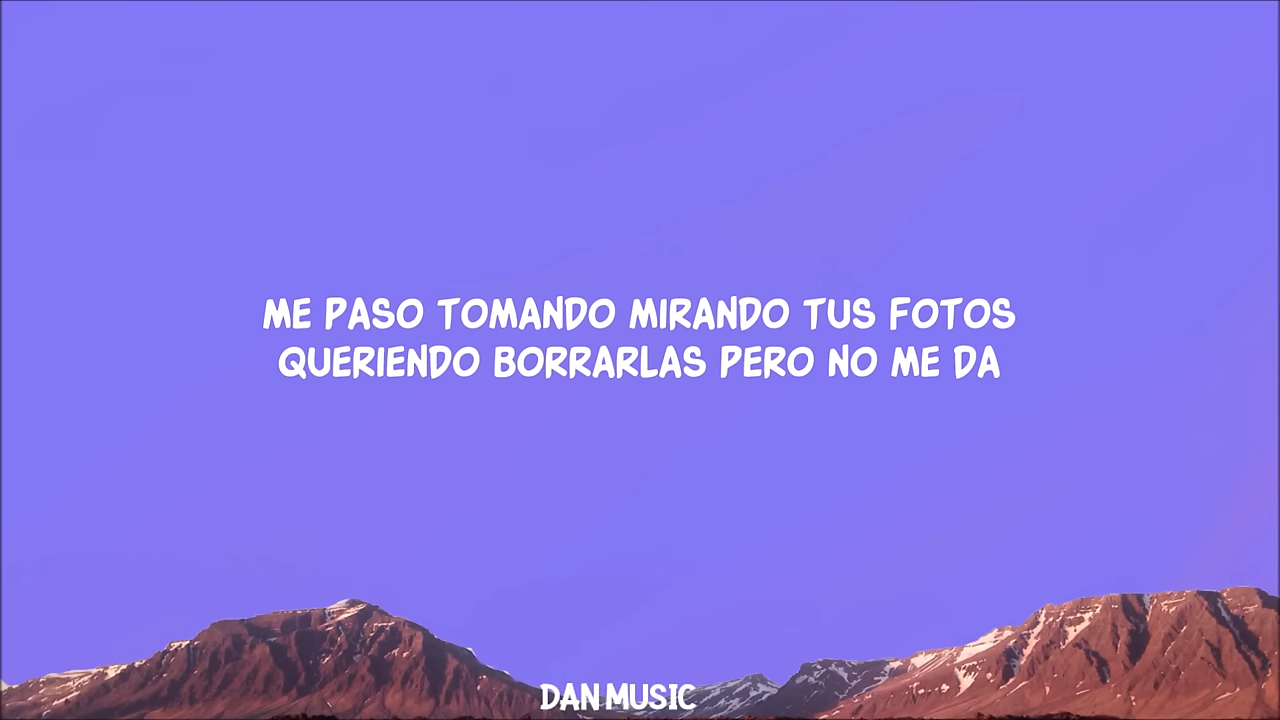 ME PASO TOMANDO MIRANDO TUS FOTOS
QUERIENDO BORRARLAS PERO NO ME DA
DAN MUSIC